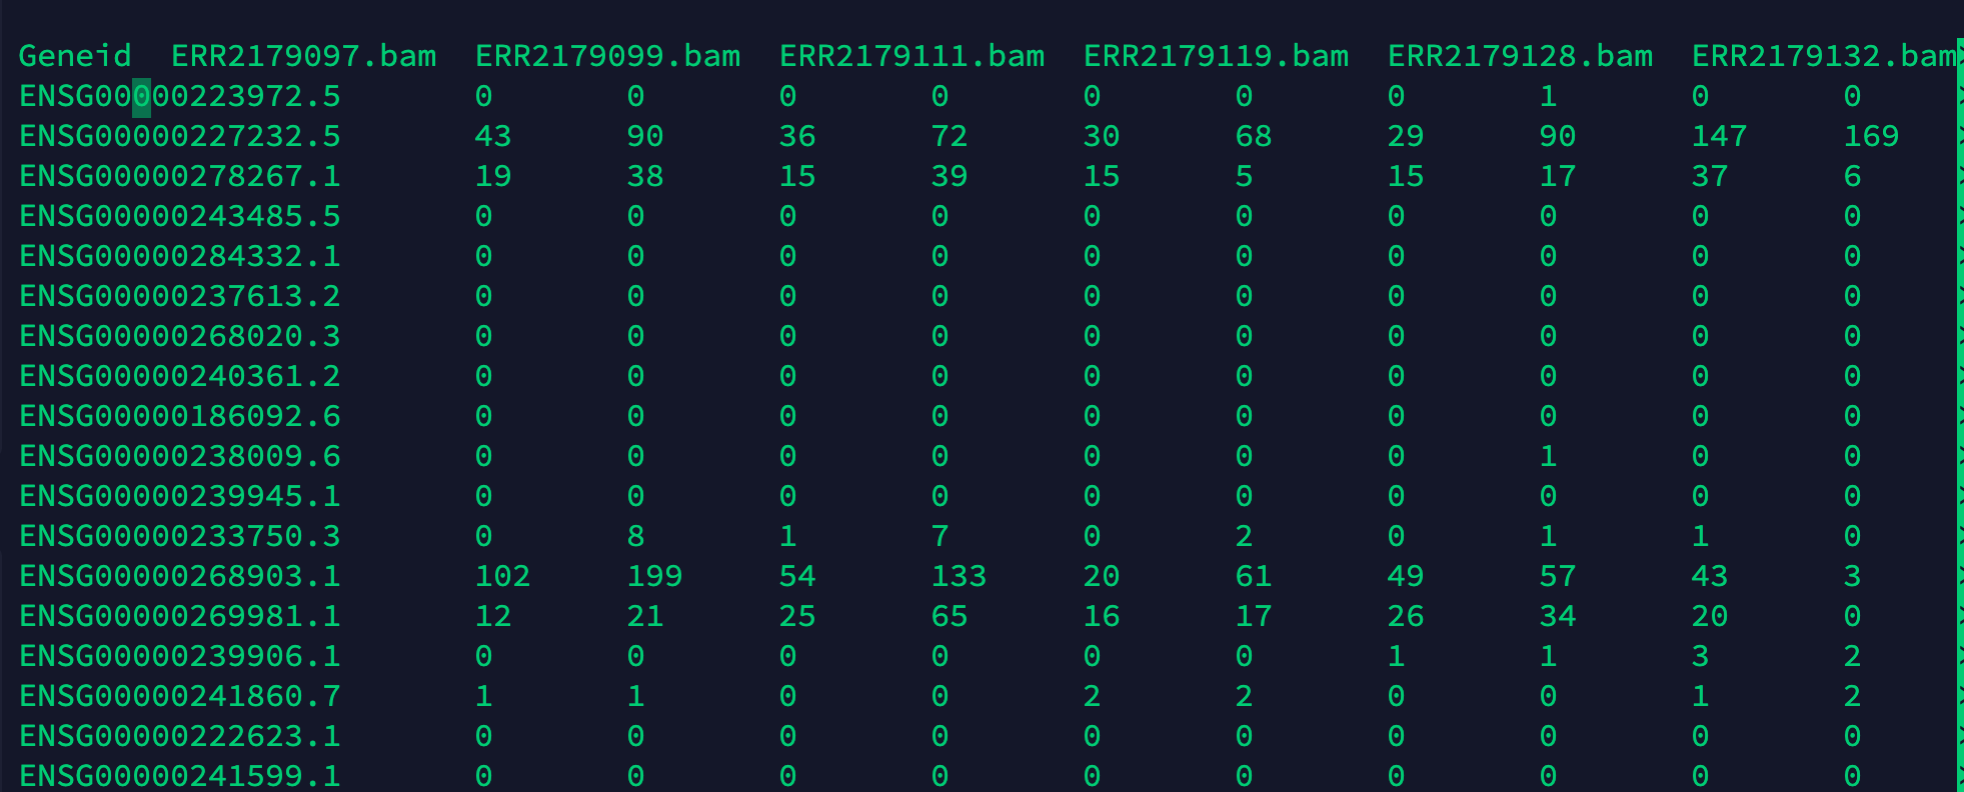 Geneid ERR2179097.bam ERR2179099.bam ERR2179111.bam ERR2179119.bam ERR2179128.bam ERR2179132.bam
ENSG00000223972.5 0 0 0 0 0 0 0 1 0 0
ENSG00000227232.5 43 90 36 72 30 68 29 90 147 169
ENSG00000278267.1 19 38 15 39 15 5 15 17 37 6
ENSG00000243485.5 0 0 0 0 0 0 0 0 0 0
ENSG00000284332.1 0 0 0 0 0 0 0 0 0 0
ENSG00000237613.2 0 0 0 0 0 0 0 0 0 0
ENSG00000268020.3 0 0 0 0 0 0 0 0 0 0
ENSG00000240361.2 0 0 0 0 0 0 0 0 0 0
ENSG00000186092.6 0 0 0 0 0 0 0 0 0 0
ENSG00000238009.6 0 0 0 0 0 0 0 1 0 0
ENSG00000239945.1 0 0 0 0 0 0 0 0 0 0
ENSG00000233750.3 0 8 1 7 0 2 0 1 1 0
ENSG00000268903.1 102 199 54 133 20 61 49 57 43 3
ENSG00000269981.1 12 21 25 65 16 17 26 34 20 0
ENSG00000239906.1 0 0 0 0 0 0 1 1 3 2
ENSG00000241860.7 1 1 0 0 2 2 0 0 1 2
ENSG00000222623.1 0 0 0 0 0 0 0 0 0 0
ENSG00000241599.1 0 0 0 0 0 0 0 0 0 0